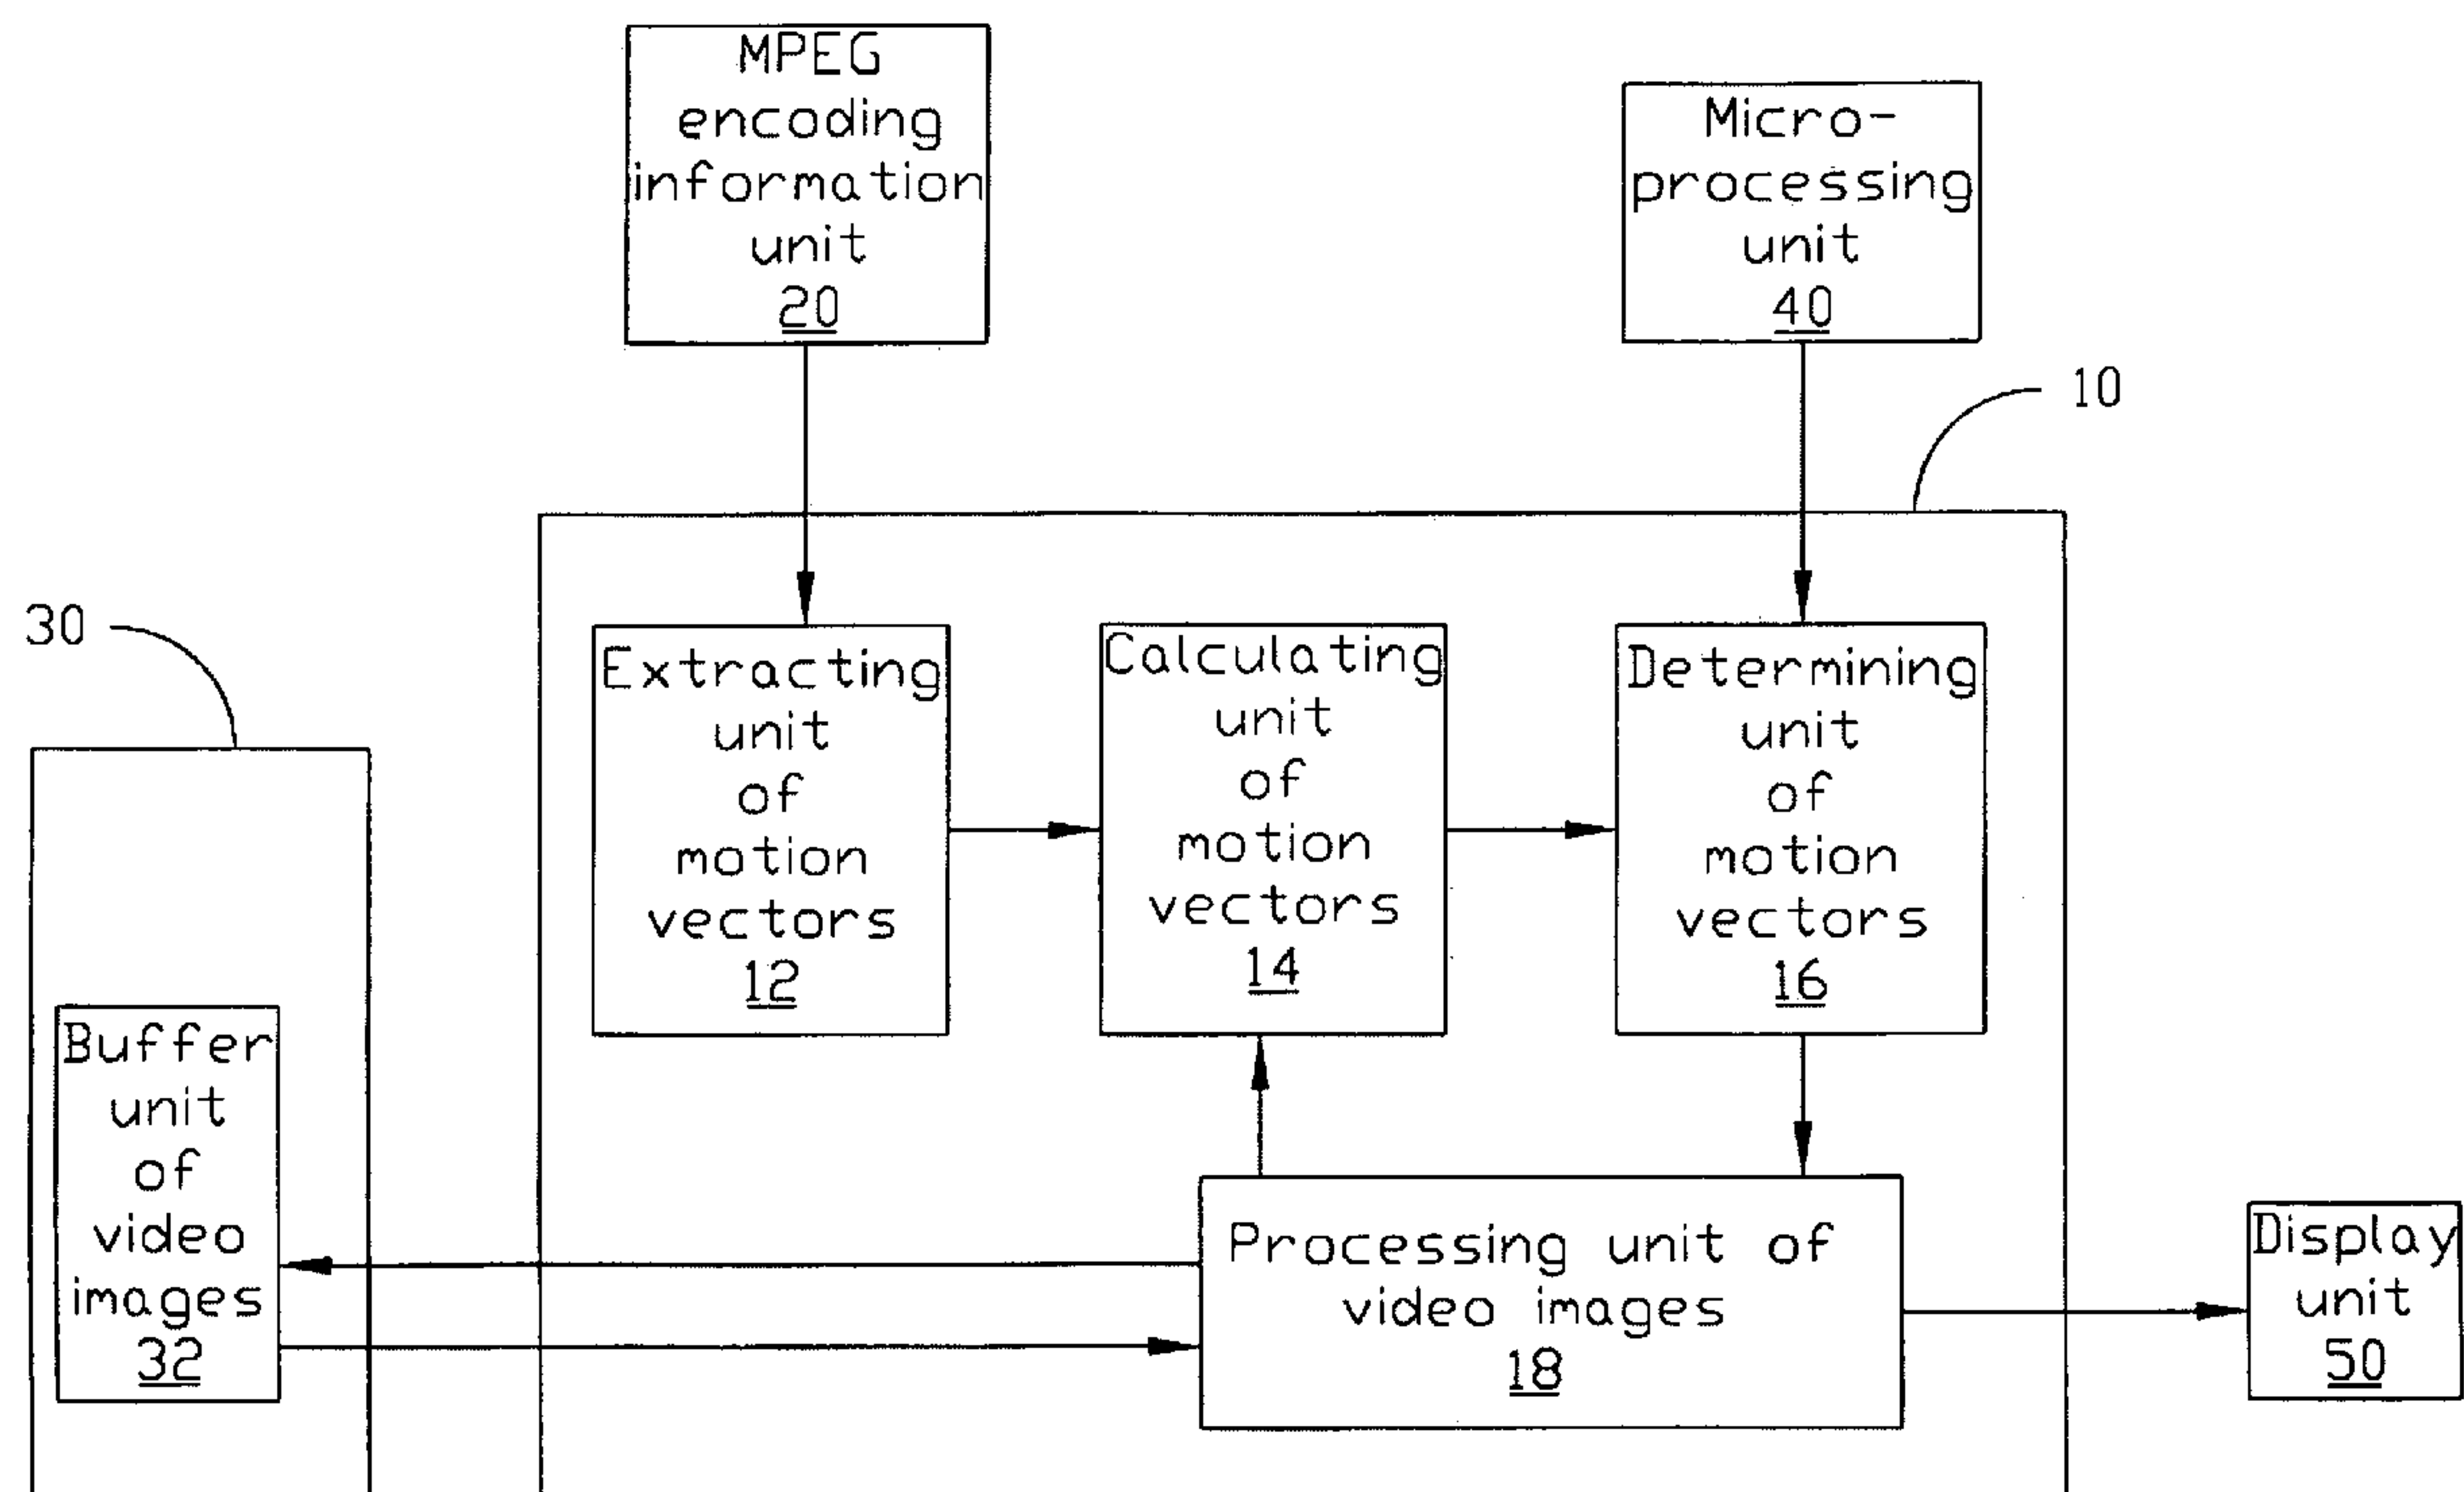 MPEG
encoding
information
unit
20
Micro-
processing
unit
40
10
30
Extracting
unit
of
motion
vectors
12
Calculating
unit
of
motion
vectors
14
Determining
unit
of
motion
vectors
16
Buffer
unit
of
video
images
32
Processing unit of
video images
18
Display
unit
50